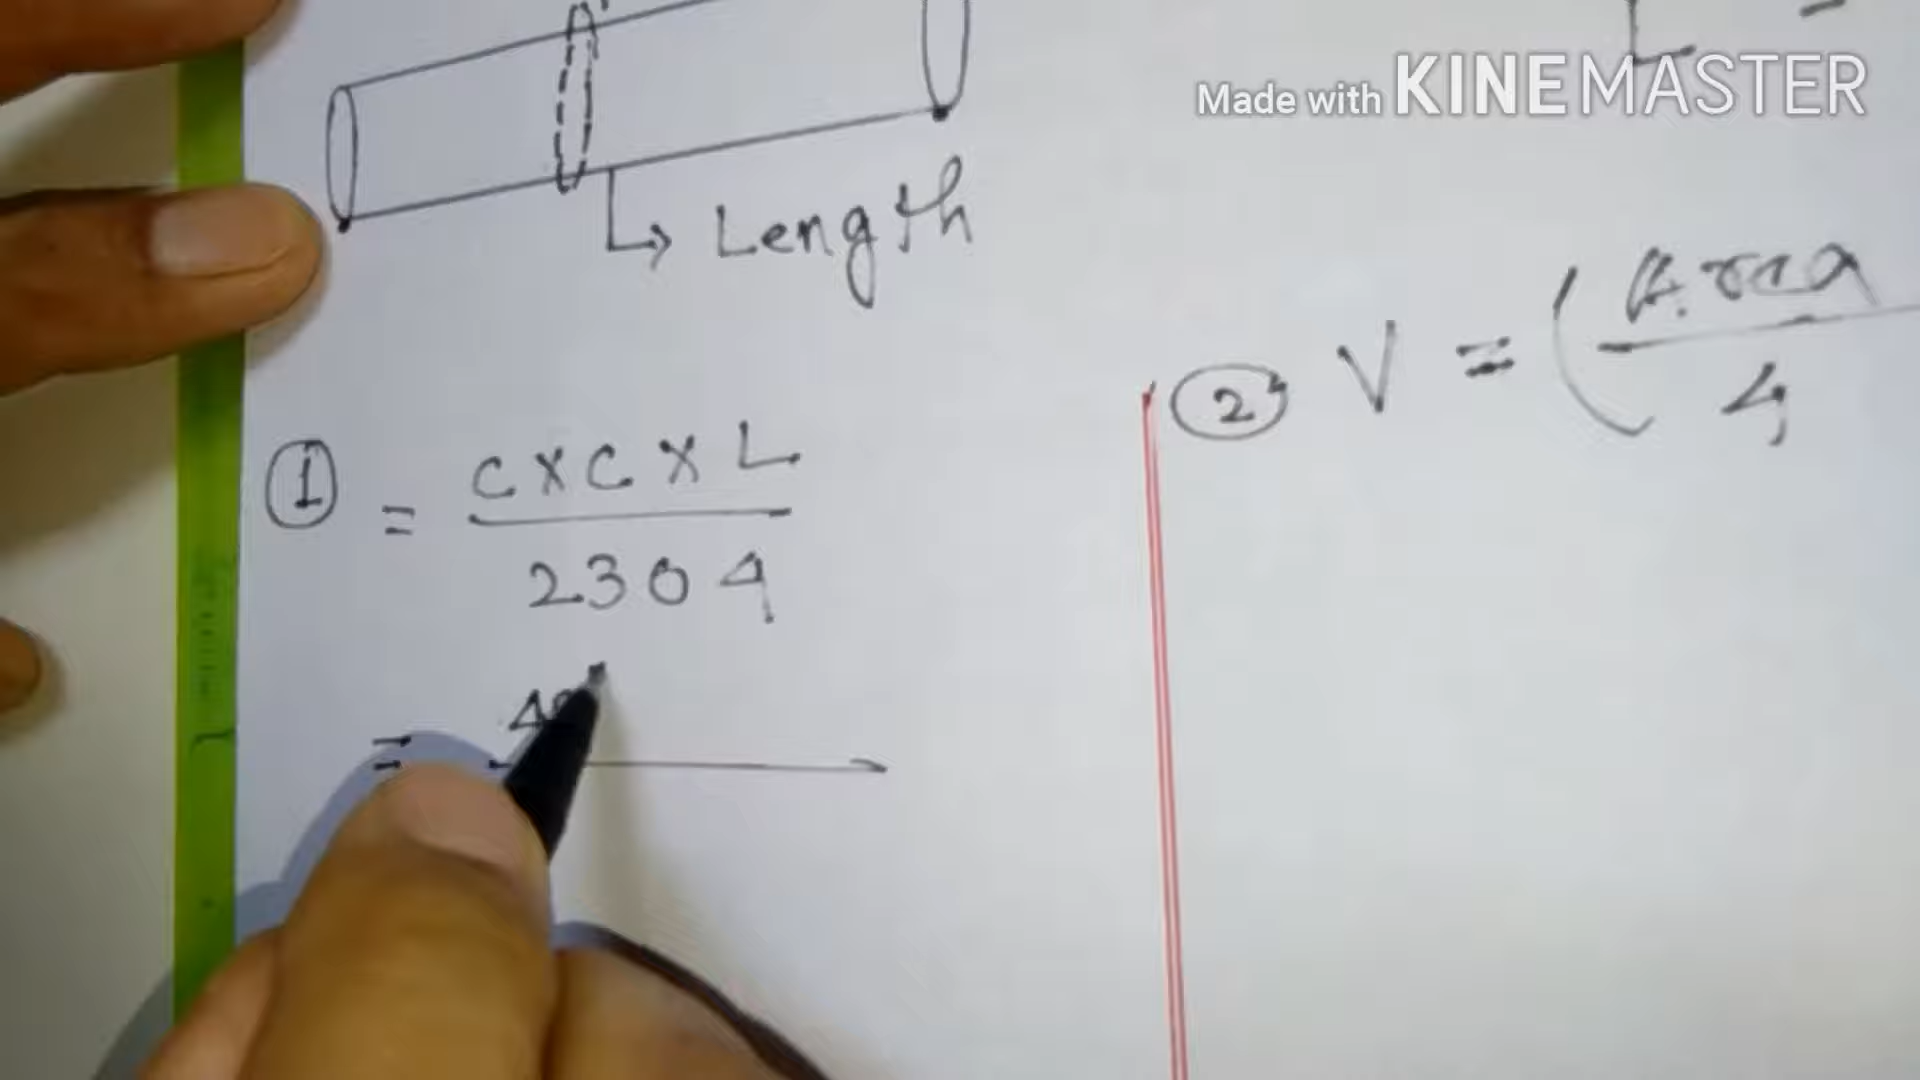 Made with KINEMASTER
Length
② V = (Area / 4
① = C X C X L / 2304
=